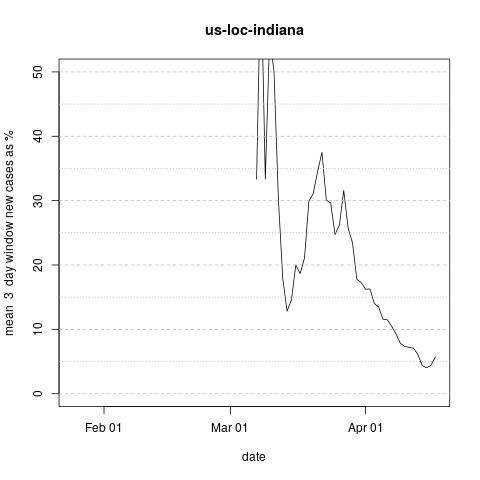 us-loc-indiana
mean 3 day window new cases as %
50
40
30
20
10
0
Feb 01
Mar 01
Apr 01
date